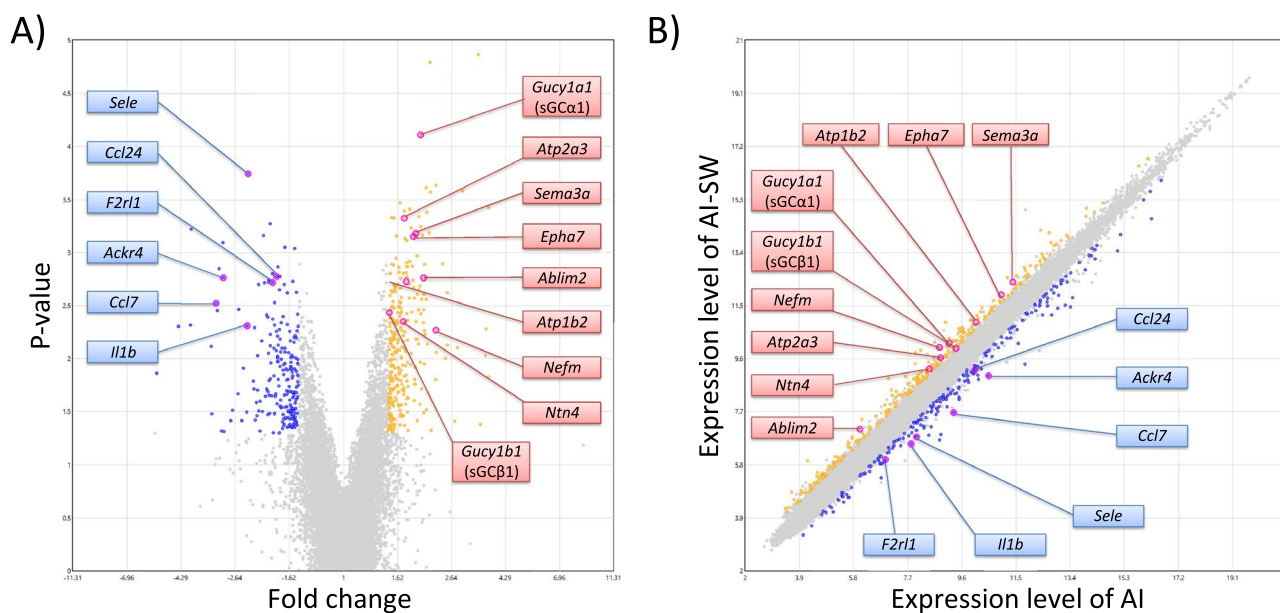 A)
P-value
5
4.5
4
3.5
3
2.5
2
1.5
1
0.5
0
-11.31
-6.96
-4.29
-2.64
-1.62
1
1.62
2.64
4.29
6.96
11.31
Fold change
Sele
Ccl24
F2rl1
Ackr4
Ccl7
Il1b
Gucy1a1
(sGCα1)
Atp2a3
Sema3a
Epha7
Ablim2
Atp1b2
Nefm
Ntn4
Gucy1b1
(sGCβ1)
B)
Expression level of AI-SW
21
19.1
17.2
15.3
13.4
11.5
9.6
7.7
5.8
3.9
2
2
3.9
5.8
7.7
9.6
11.5
13.4
15.3
17.2
19.1
Expression level of AI
Atp1b2
Epha7
Sema3a
Gucy1a1
(sGCα1)
Gucy1b1
(sGCβ1)
Nefm
Atp2a3
Ntn4
Ablim2
Ccl24
Ackr4
Ccl7
Sele
F2rl1
Il1b